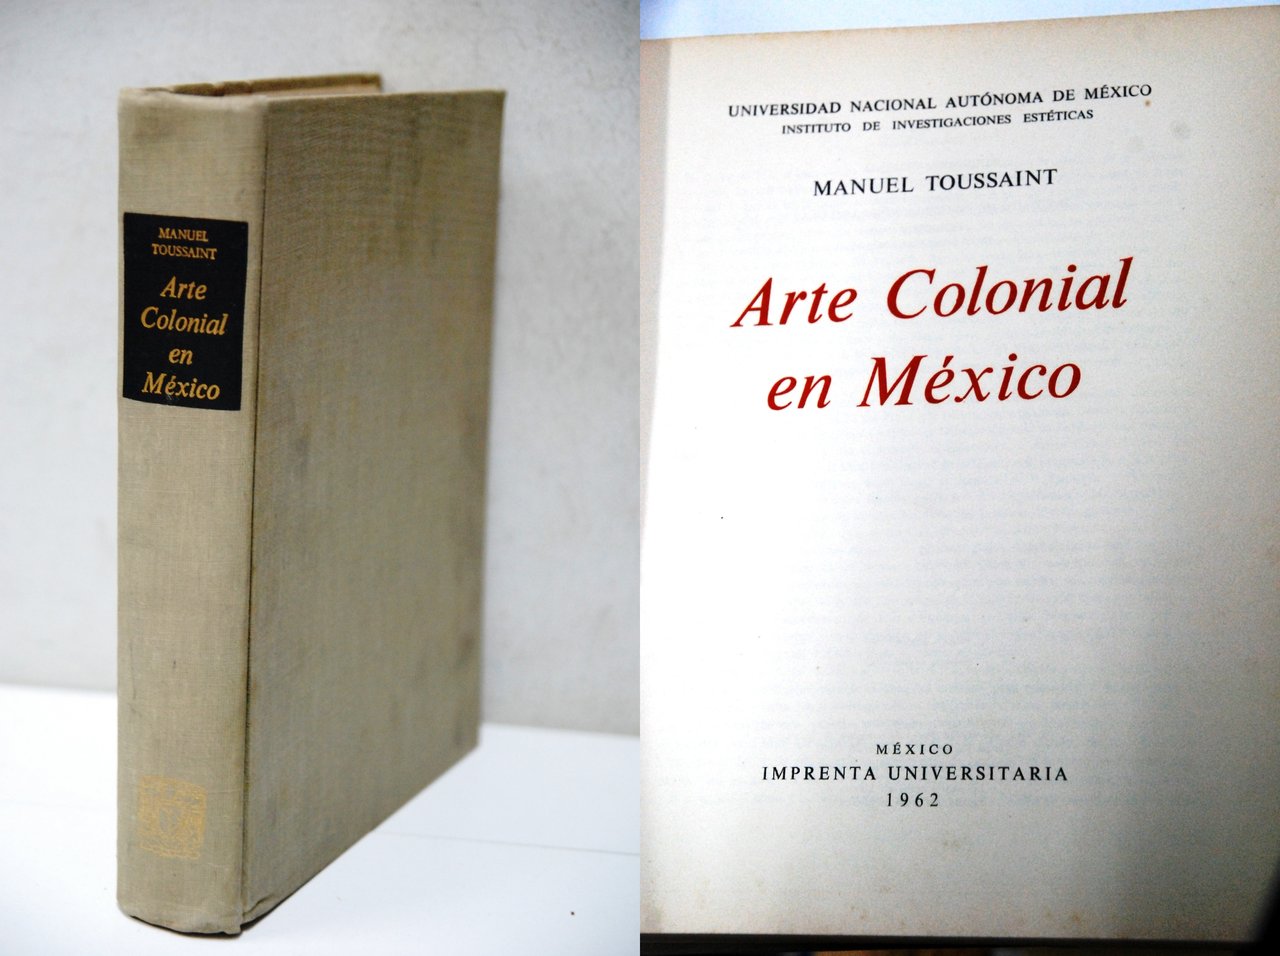 MANUEL
TOUSSAINT
Arte
Colonial
en
México
UNIVERSIDAD NACIONAL AUTÓNOMA DE MÉXICO
INSTITUTO DE INVESTIGACIONES ESTÉTICAS
MANUEL TOUSSAINT
Arte Colonial
en México
MÉXICO
IMPRENTA UNIVERSITARIA
1962